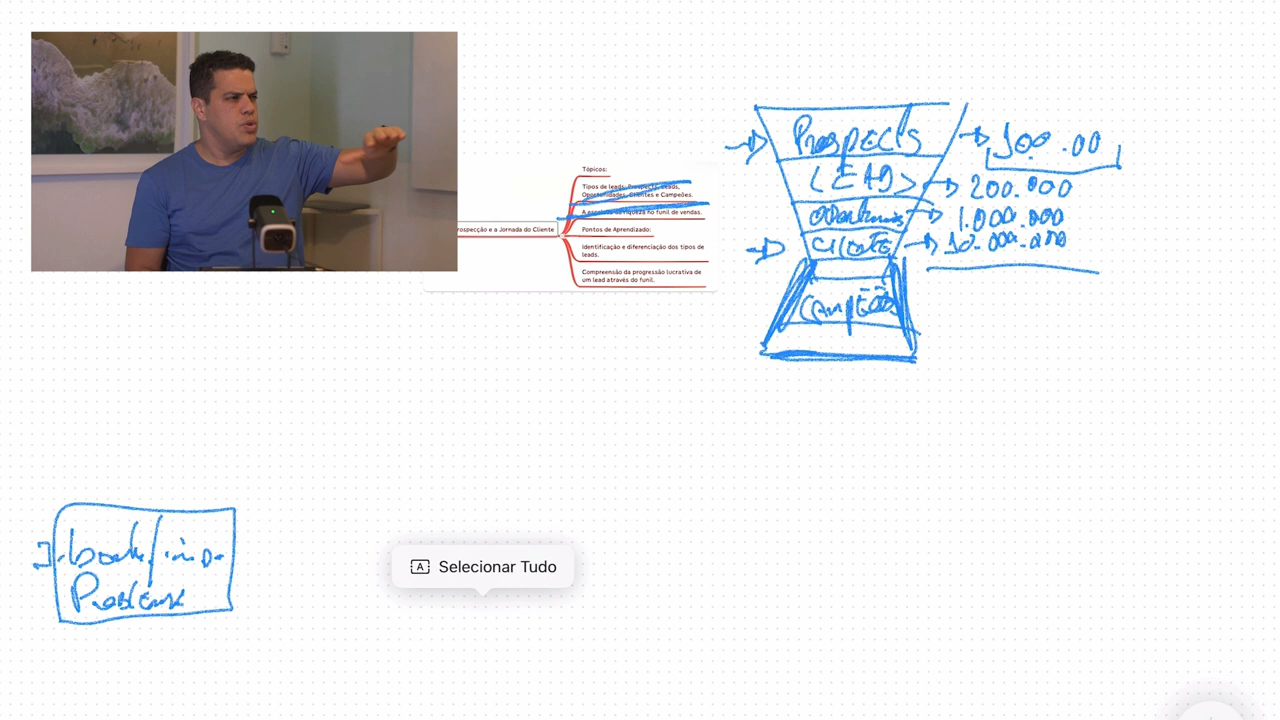 Tópicos:
Tipos de leads: Prospects, Leads,
Oportunidades, Clientes e Campeões.
A escalada da riqueza no funil de vendas.
rospecção e a Jornada do Cliente
Pontos de Aprendizado:
Identificação e diferenciação dos tipos de
leads.
Compreensão da progressão lucrativa de
um lead através do funil.
PROSPECTS
100.00
LEADS
200.000
1.000.000
CLIENTE
10.000.000
CAMPEÕES
Problema
Selecionar Tudo